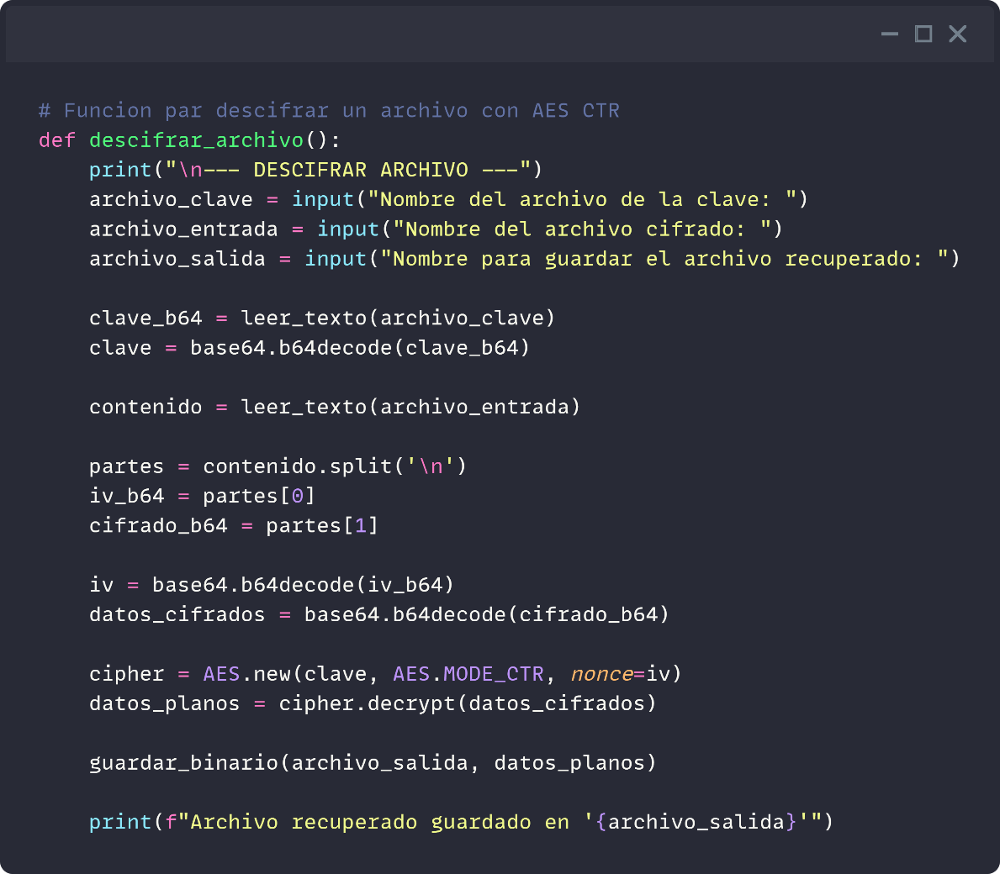 # Funcion par descifrar un archivo con AES CTR
def descifrar_archivo():
    print("\n--- DESCIFRAR ARCHIVO ---")
    archivo_clave = input("Nombre del archivo de la clave: ")
    archivo_entrada = input("Nombre del archivo cifrado: ")
    archivo_salida = input("Nombre para guardar el archivo recuperado: ")

    clave_b64 = leer_texto(archivo_clave)
    clave = base64.b64decode(clave_b64)

    contenido = leer_texto(archivo_entrada)

    partes = contenido.split('\n')
    iv_b64 = partes[0]
    cifrado_b64 = partes[1]

    iv = base64.b64decode(iv_b64)
    datos_cifrados = base64.b64decode(cifrado_b64)

    cipher = AES.new(clave, AES.MODE_CTR, nonce=iv)
    datos_planos = cipher.decrypt(datos_cifrados)

    guardar_binario(archivo_salida, datos_planos)

    print(f"Archivo recuperado guardado en '{archivo_salida}'")